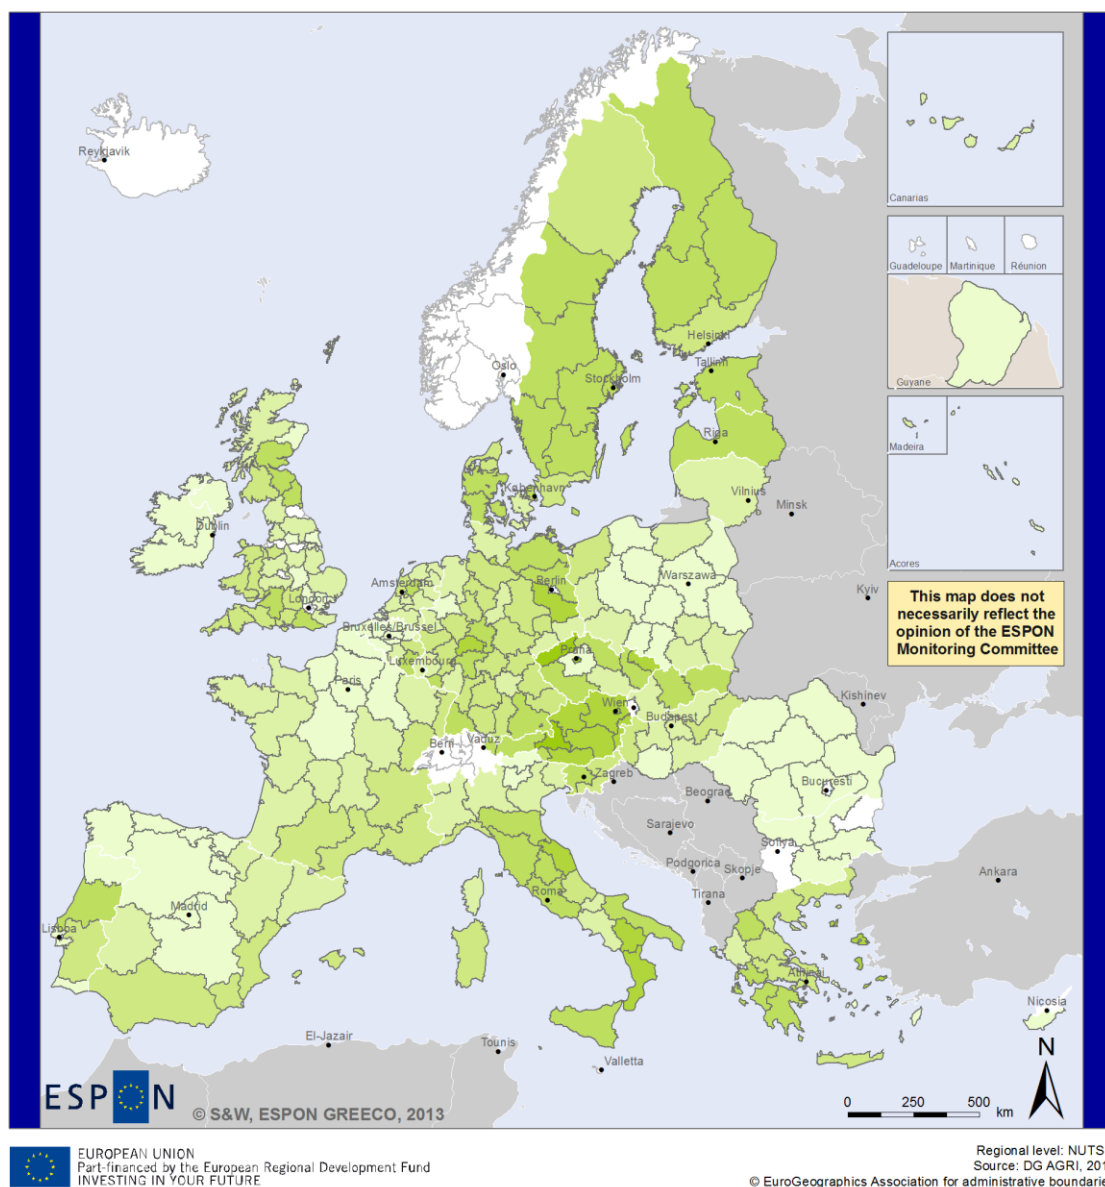 Reykjavik
Canarias
Guadeloupe
Martinique
Réunion
Guyane
Madeira
Acores
Oslo
Helsinki
Tallinn
Stockholm
Riga
København
Vilnius
Minsk
Dublin
Amsterdam
Berlin
Warszawa
London
Kyiv
This map does not
necessarily reflect the
opinion of the ESPON
Monitoring Committee
Bruxelles/Brussel
Praha
Luxembourg
Paris
Kishinev
Wien
Budapest
Bern
Vaduz
Zagreb
Bucuresti
Beograd
Sarajevo
Sofiya
Podgorica
Skopje
Ankara
Roma
Tirana
Madrid
Lisboa
Athinai
Nicosia
El-Jazair
Tounis
Valletta
N
ESPON
© S&W, ESPON GREECO, 2013
0 250 500
km
EUROPEAN UNION
Part-financed by the European Regional Development Fund
INVESTING IN YOUR FUTURE
Regional level: NUTS
Source: DG AGRI, 201
© EuroGeographics Association for administrative boundarie